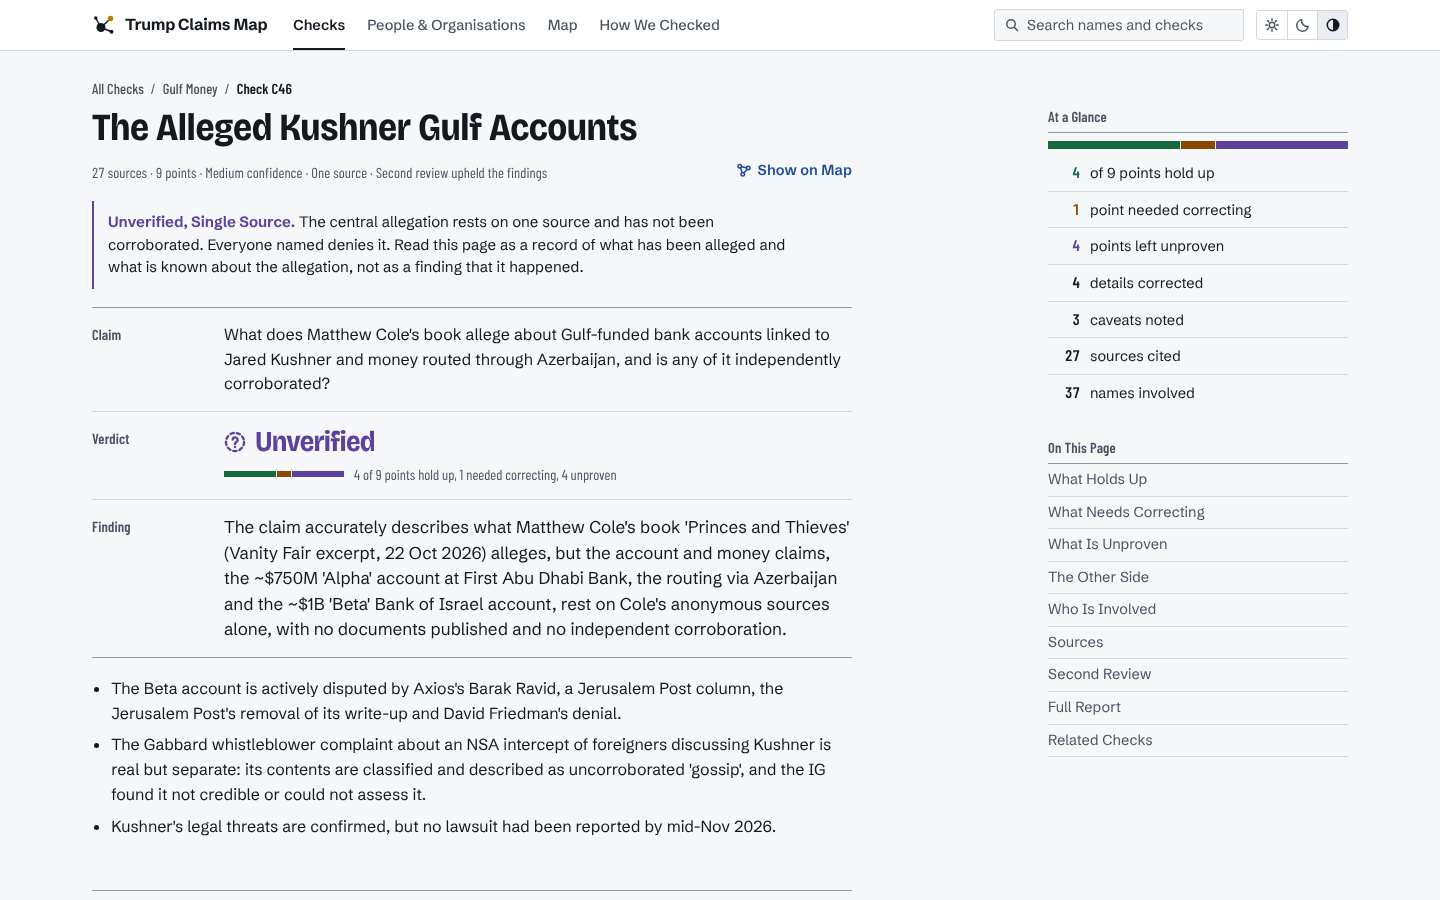 Trump Claims Map
Checks
People & Organisations
Map
How We Checked
Search names and checks
All Checks / Gulf Money / Check C46
The Alleged Kushner Gulf Accounts
27 sources · 9 points · Medium confidence · One source · Second review upheld the findings
Show on Map
Unverified, Single Source. The central allegation rests on one source and has not been
corroborated. Everyone named denies it. Read this page as a record of what has been alleged and
what is known about the allegation, not as a finding that it happened.
Claim
What does Matthew Cole's book allege about Gulf-funded bank accounts linked to
Jared Kushner and money routed through Azerbaijan, and is any of it independently
corroborated?
Verdict
Unverified
4 of 9 points hold up, 1 needed correcting, 4 unproven
Finding
The claim accurately describes what Matthew Cole's book 'Princes and Thieves'
(Vanity Fair excerpt, 22 Oct 2026) alleges, but the account and money claims,
the ~$750M 'Alpha' account at First Abu Dhabi Bank, the routing via Azerbaijan
and the ~$1B 'Beta' Bank of Israel account, rest on Cole's anonymous sources
alone, with no documents published and no independent corroboration.
• The Beta account is actively disputed by Axios's Barak Ravid, a Jerusalem Post column, the
Jerusalem Post's removal of its write-up and David Friedman's denial.
• The Gabbard whistleblower complaint about an NSA intercept of foreigners discussing Kushner is
real but separate: its contents are classified and described as uncorroborated 'gossip', and the IG
found it not credible or could not assess it.
• Kushner's legal threats are confirmed, but no lawsuit had been reported by mid-Nov 2026.
At a Glance
4 of 9 points hold up
1 point needed correcting
4 points left unproven
4 details corrected
3 caveats noted
27 sources cited
37 names involved
On This Page
What Holds Up
What Needs Correcting
What Is Unproven
The Other Side
Who Is Involved
Sources
Second Review
Full Report
Related Checks